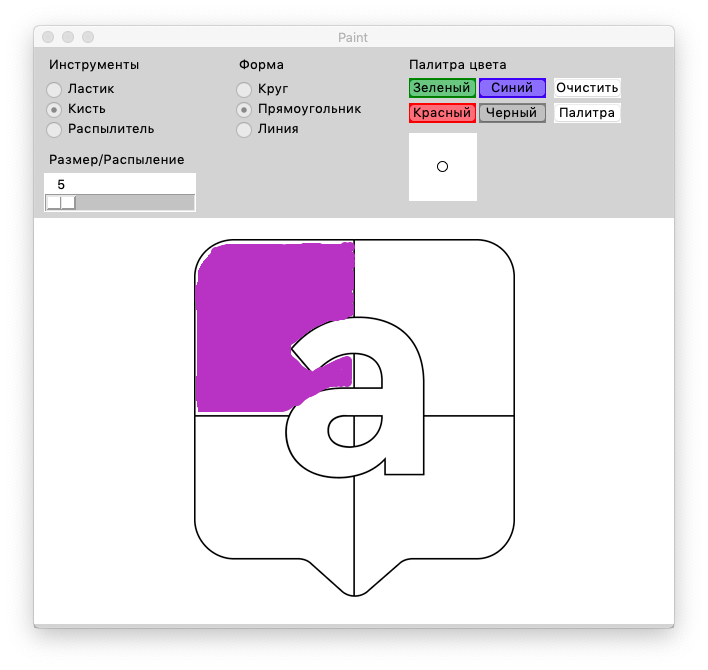 Paint
Инструменты
Ластик
Кисть
Распылитель
Размер/Распыление
5
Форма
Круг
Прямоугольник
Линия
Палитра цвета
Зеленый Синий Очистить
Красный Черный Палитра
a